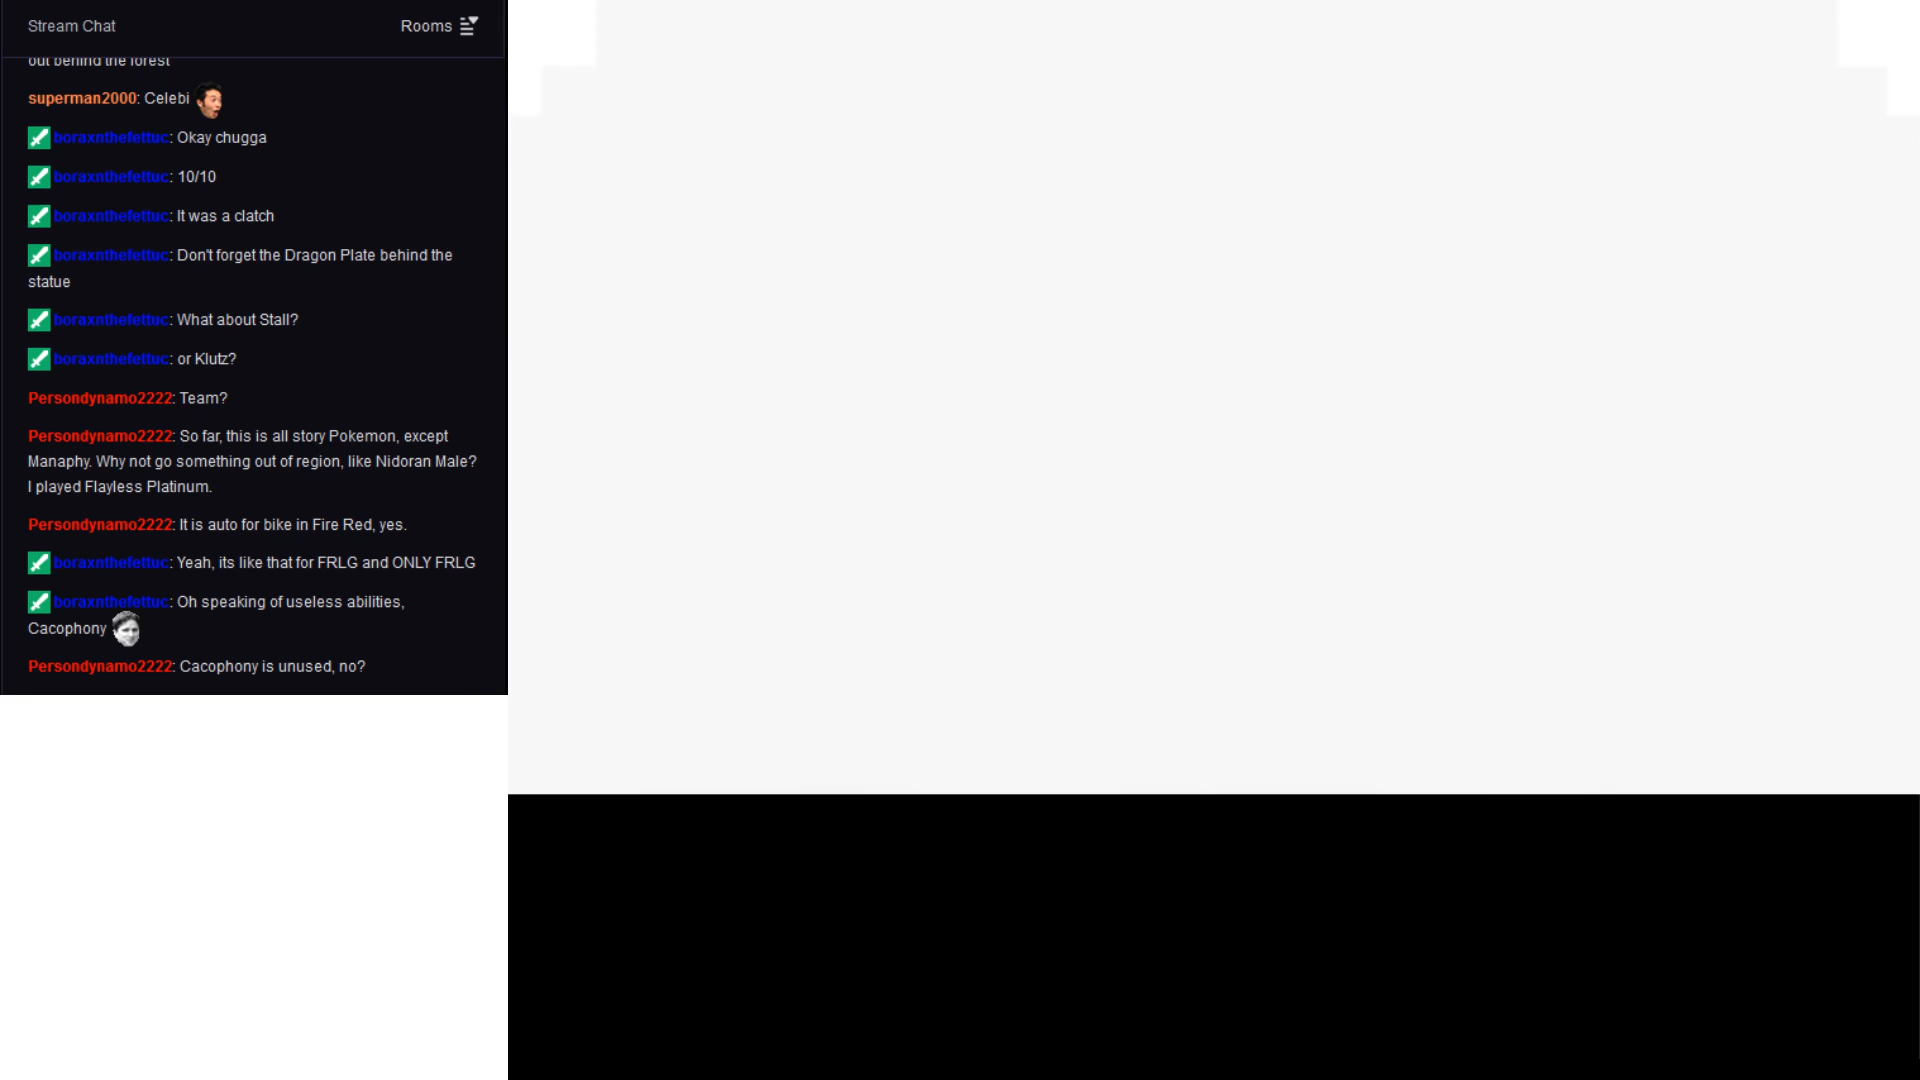 Stream Chat
Rooms
out behind the forest
superman2000: Celebi
boraxnthefettuc: Okay chugga
boraxnthefettuc: 10/10
boraxnthefettuc: It was a clatch
boraxnthefettuc: Don't forget the Dragon Plate behind the
statue
boraxnthefettuc: What about Stall?
boraxnthefettuc: or Klutz?
Persondynamo2222: Team?
Persondynamo2222: So far, this is all story Pokemon, except
Manaphy. Why not go something out of region, like Nidoran Male?
I played Flayless Platinum.
Persondynamo2222: It is auto for bike in Fire Red, yes.
boraxnthefettuc: Yeah, its like that for FRLG and ONLY FRLG
boraxnthefettuc: Oh speaking of useless abilities,
Cacophony
Persondynamo2222: Cacophony is unused, no?